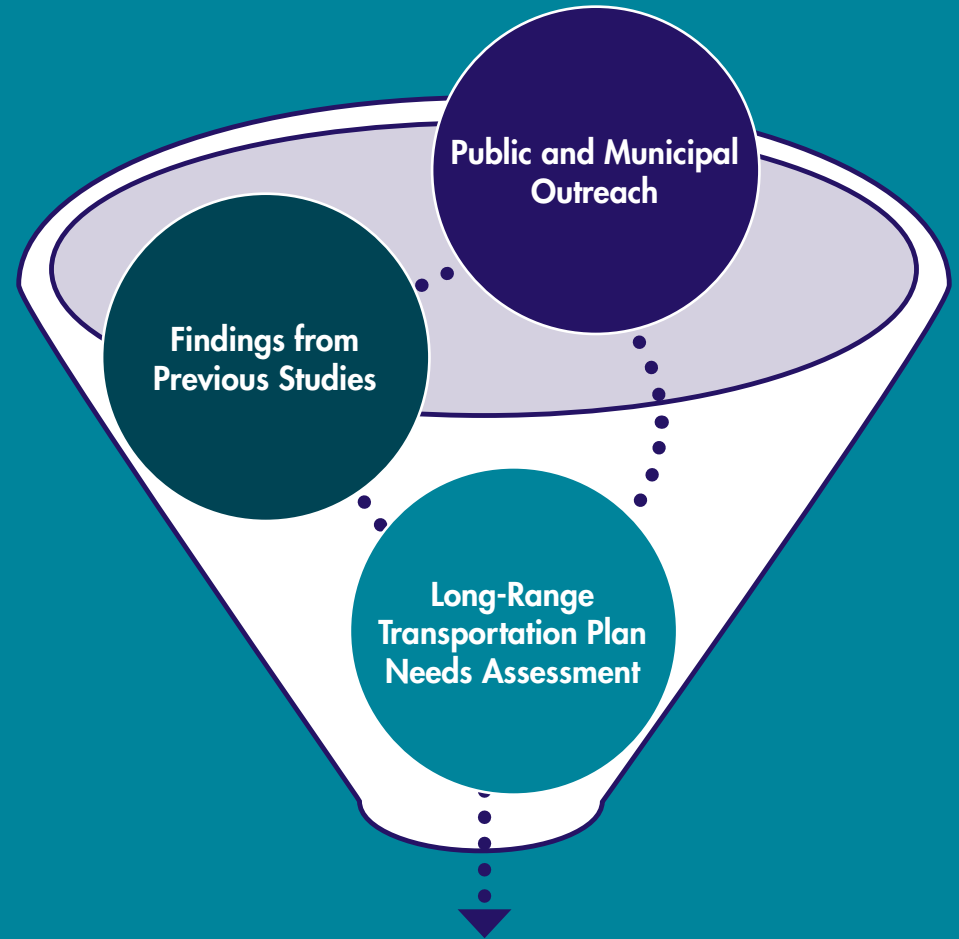 Public and Municipal
Outreach
Findings from
Previous Studies
Long-Range
Transportation Plan
Needs Assessment